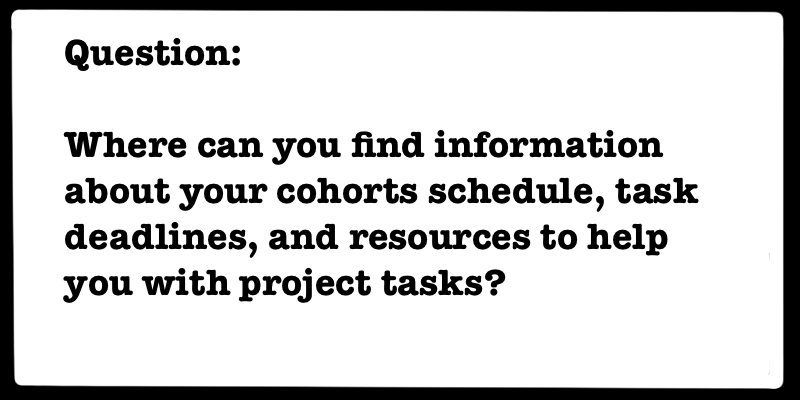 Question:
Where can you find information
about your cohorts schedule, task
deadlines, and resources to help
you with project tasks?